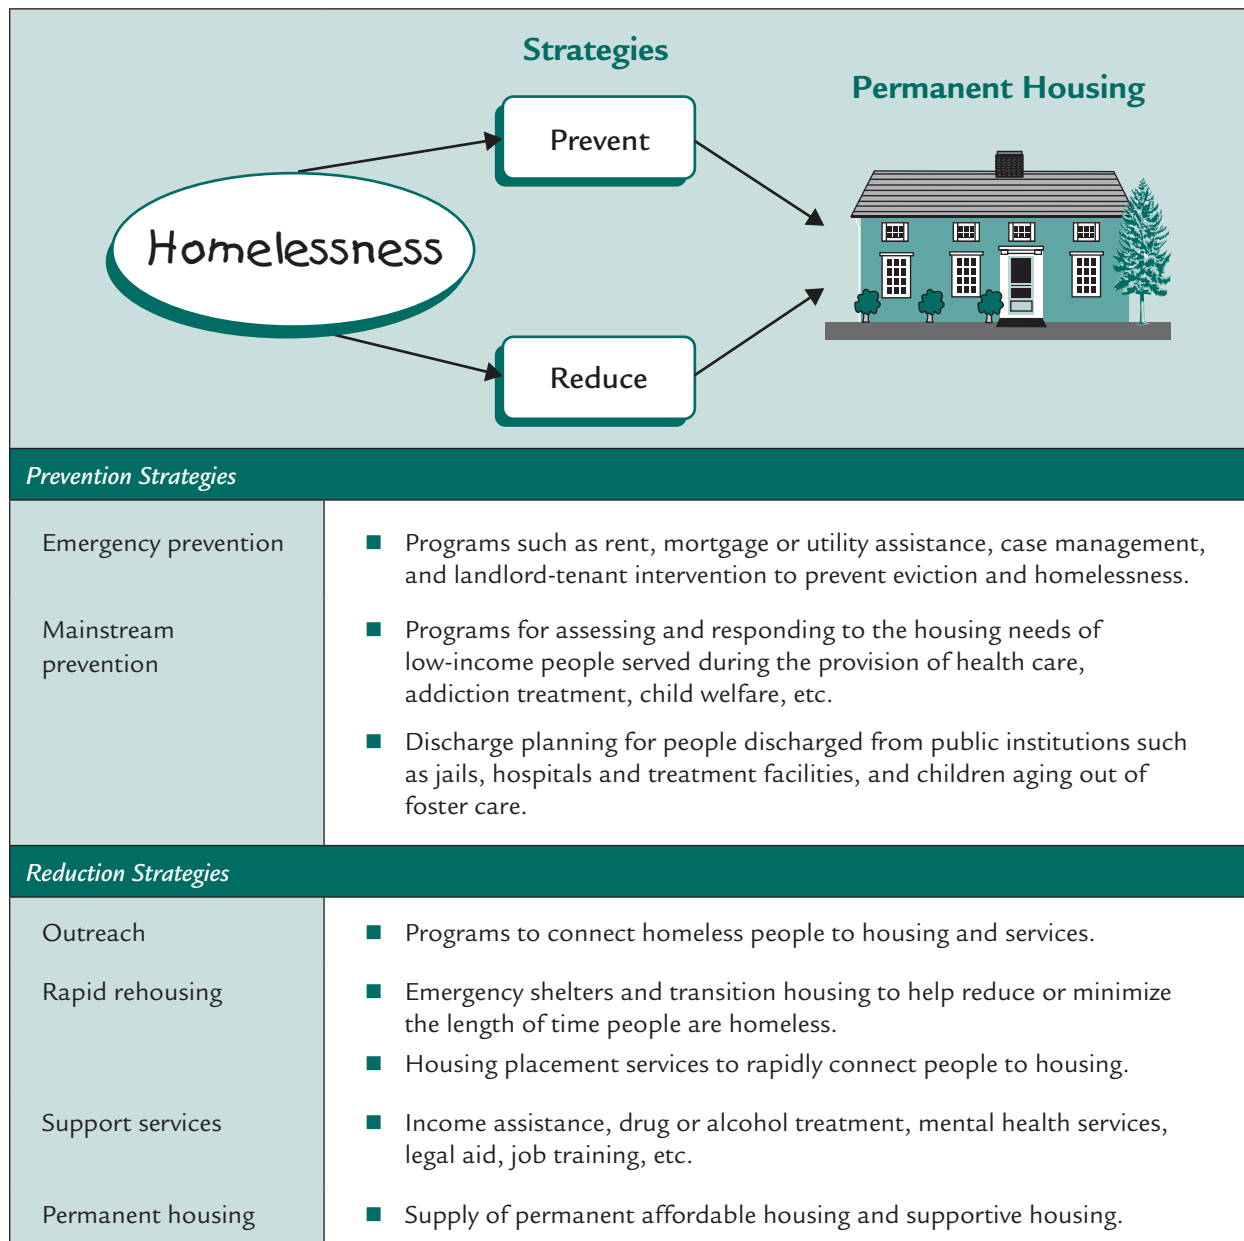 Strategies
Permanent Housing
Prevent
Homelessness
Reduce
Prevention Strategies
Emergency prevention
■ Programs such as rent, mortgage or utility assistance, case management,
and landlord-tenant intervention to prevent eviction and homelessness.
Mainstream
prevention
■ Programs for assessing and responding to the housing needs of
low-income people served during the provision of health care,
addiction treatment, child welfare, etc.
■ Discharge planning for people discharged from public institutions such
as jails, hospitals and treatment facilities, and children aging out of
foster care.
Reduction Strategies
Outreach
■ Programs to connect homeless people to housing and services.
Rapid rehousing
■ Emergency shelters and transition housing to help reduce or minimize
the length of time people are homeless.
■ Housing placement services to rapidly connect people to housing.
Support services
■ Income assistance, drug or alcohol treatment, mental health services,
legal aid, job training, etc.
Permanent housing
■ Supply of permanent affordable housing and supportive housing.